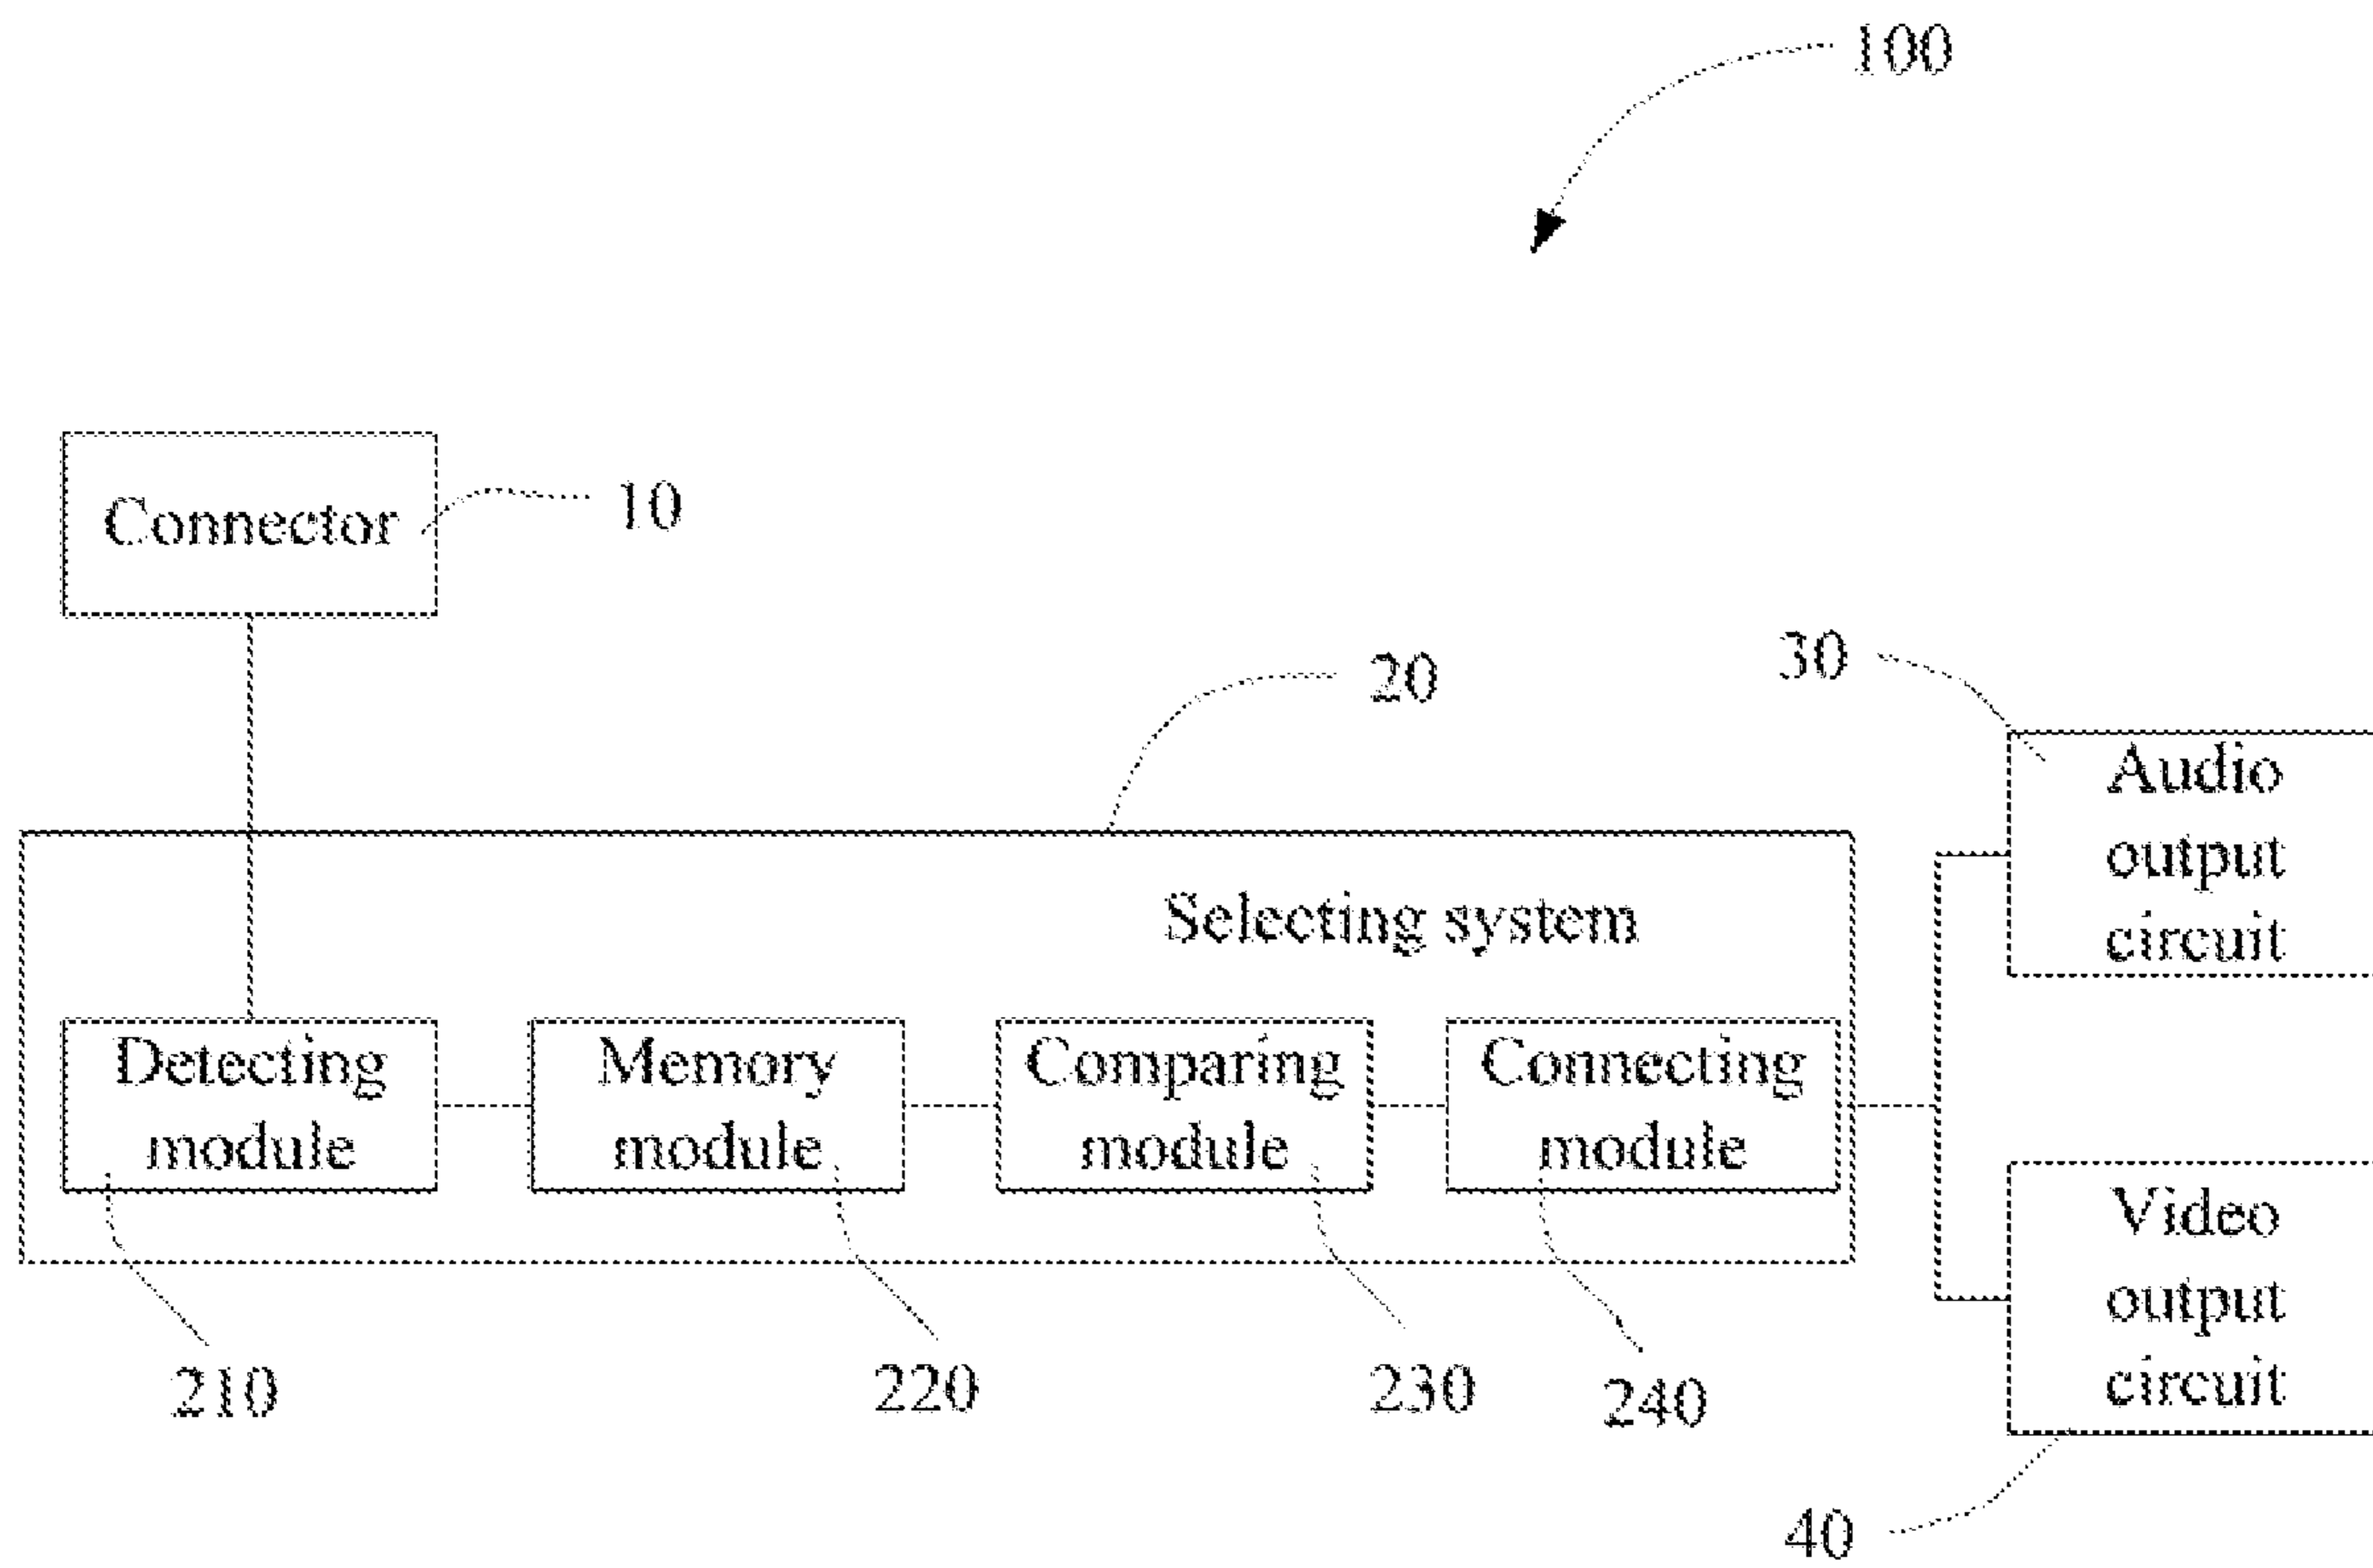 100
Connector
10
20
30
Audio
output
circuit
Selecting system
Detecting
module
Memory
module
Comparing
module
Connecting
module
Video
output
circuit
210
220
230
240
40